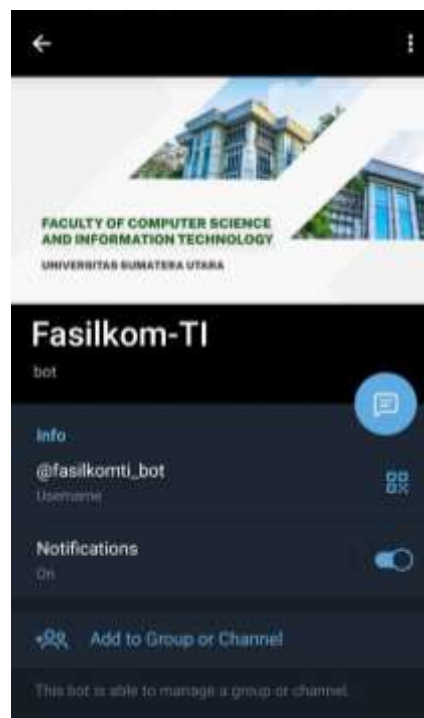 FACULTY OF COMPUTER SCIENCE
AND INFORMATION TECHNOLOGY
UNIVERSITAS SUMATERA UTARA
Fasilkom-TI
bot
Info
@fasilkomti_bot
Username
Notifications
On
Add to Group or Channel
This bot is able to manage a group or channel.